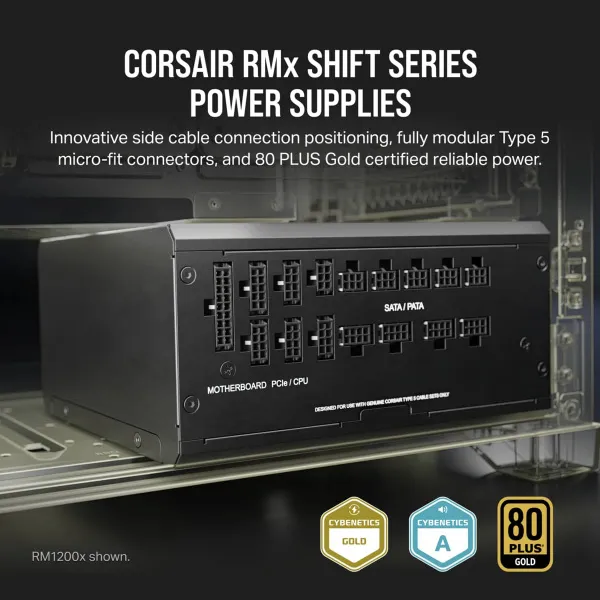 CORSAIR RMx SHIFT SERIES
POWER SUPPLIES
Innovative side cable connection positioning, fully modular Type 5
micro-fit connectors, and 80 PLUS Gold certified reliable power.
SATA / PATA
MOTHERBOARD PCIe / CPU
DESIGNED FOR USE WITH GENUINE CORSAIR TYPE 5 CABLE SETS ONLY
CYBENETICS
GOLD
CYBENETICS
A
80
PLUS
GOLD
RM1200x shown.